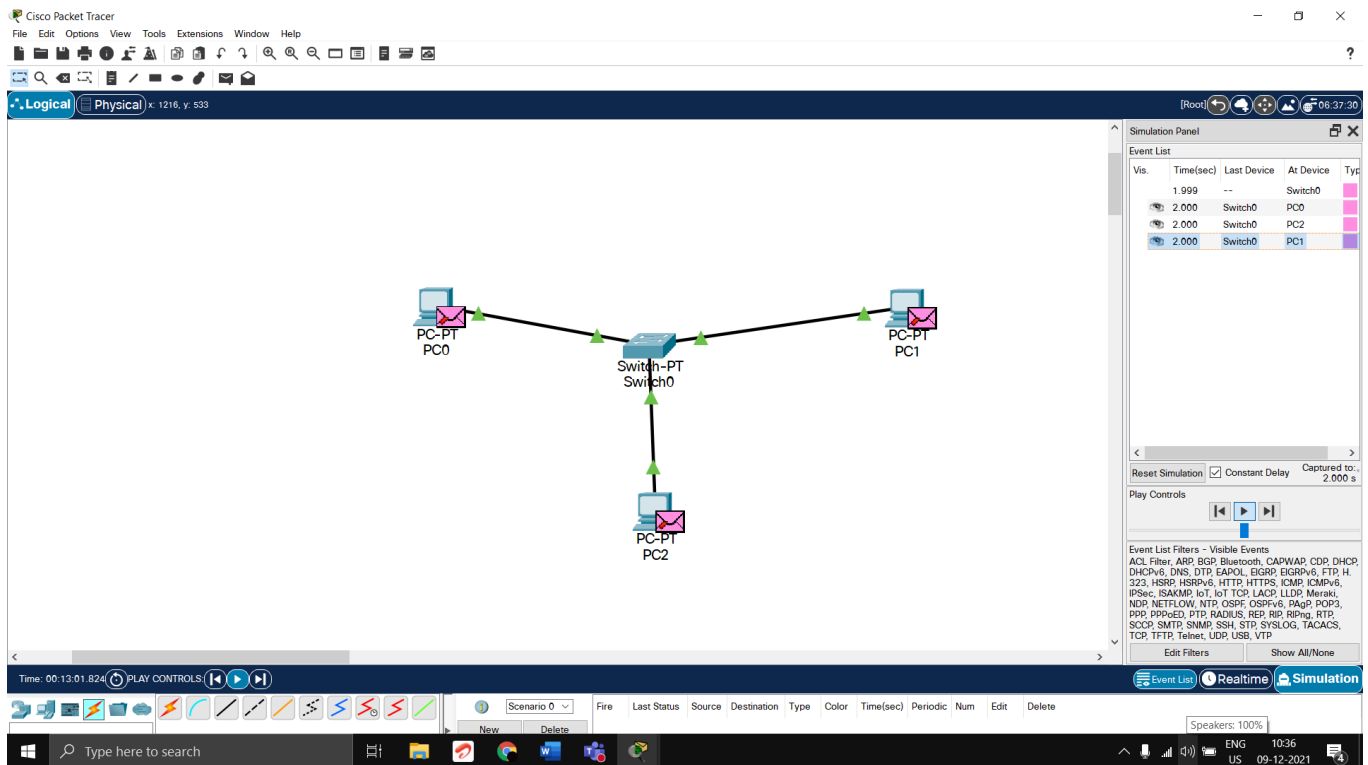 Cisco Packet Tracer
File Edit Options View Tools Extensions Window Help
?
Logical Physical x: 1216, y: 533 [Root] 06:37:30
Simulation Panel
Event List
Vis. Time(sec) Last Device At Device Typ
1.999 -- Switch0
2.000 Switch0 PC0
2.000 Switch0 PC2
2.000 Switch0 PC1
PC-PT
PC0
PC-PT
PC1
Switch-PT
Switch0
PC-PT
PC2
Reset Simulation Constant Delay Captured to:
2.000 s
Play Controls
Event List Filters - Visible Events
ACL Filter, ARP, BGP, Bluetooth, CAPWAP, CDP, DHCP,
DHCPv6, DNS, DTP, EAPOL, EIGRP, EIGRPv6, FTP, H.
323, HSRP, HSRPv6, HTTP, HTTPS, ICMP, ICMPv6,
IPSec, ISAKMP, IoT, IoT TCP, LACP, LLDP, Meraki,
NDP, NETFLOW, NTP, OSPF, OSPFv6, PAgP, POP3,
PPP, PPPoED, PTP, RADIUS, REP, RIP, RIPng, RTP,
SCCP, SMTP, SNMP, SSH, STP, SYSLOG, TACACS,
TCP, TFTP, Telnet, UDP, USB, VTP
Edit Filters Show All/None
Time: 00:13:01.824 PLAY CONTROLS: Event List Realtime Simulation
Scenario 0 Fire Last Status Source Destination Type Color Time(sec) Periodic Num Edit Delete
New Delete
Speakers: 100%
Type here to search
ENG 10:36
US 09-12-2021
4